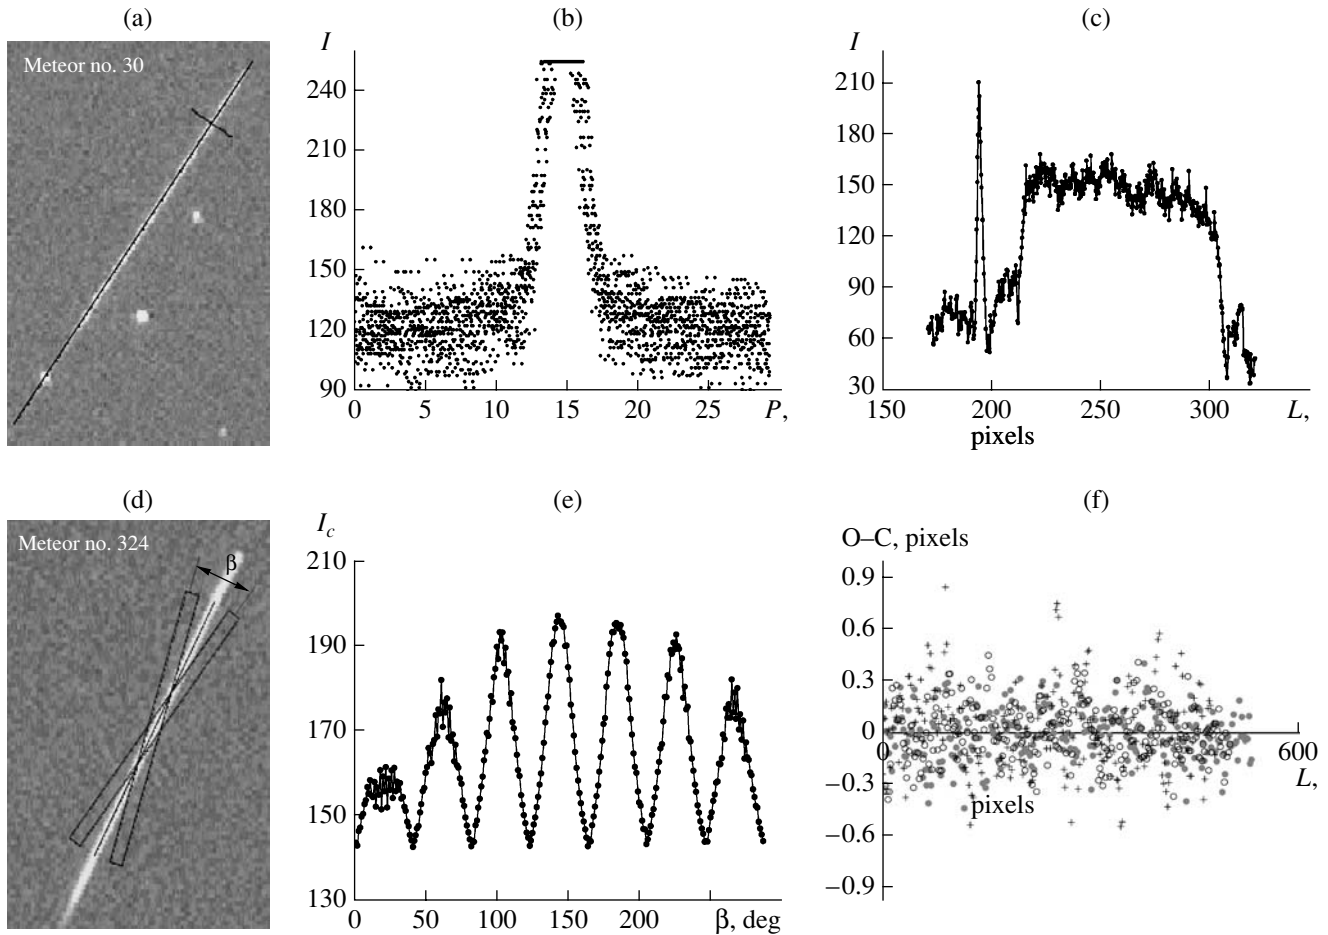 (a)
Meteor no. 30
(b)
I
240
210
180
150
120
90
0 5 10 15 20 25 P,
pixels
(c)
I
210
180
150
120
90
60
30
150 200 250 300 L,
(d)
Meteor no. 324
β
(e)
I_c
210
190
170
150
130
0 50 100 150 200 β, deg
(f)
O–C, pixels
0.9
0.6
0.3
0
–0.3
–0.6
–0.9
0 600
L,
pixels